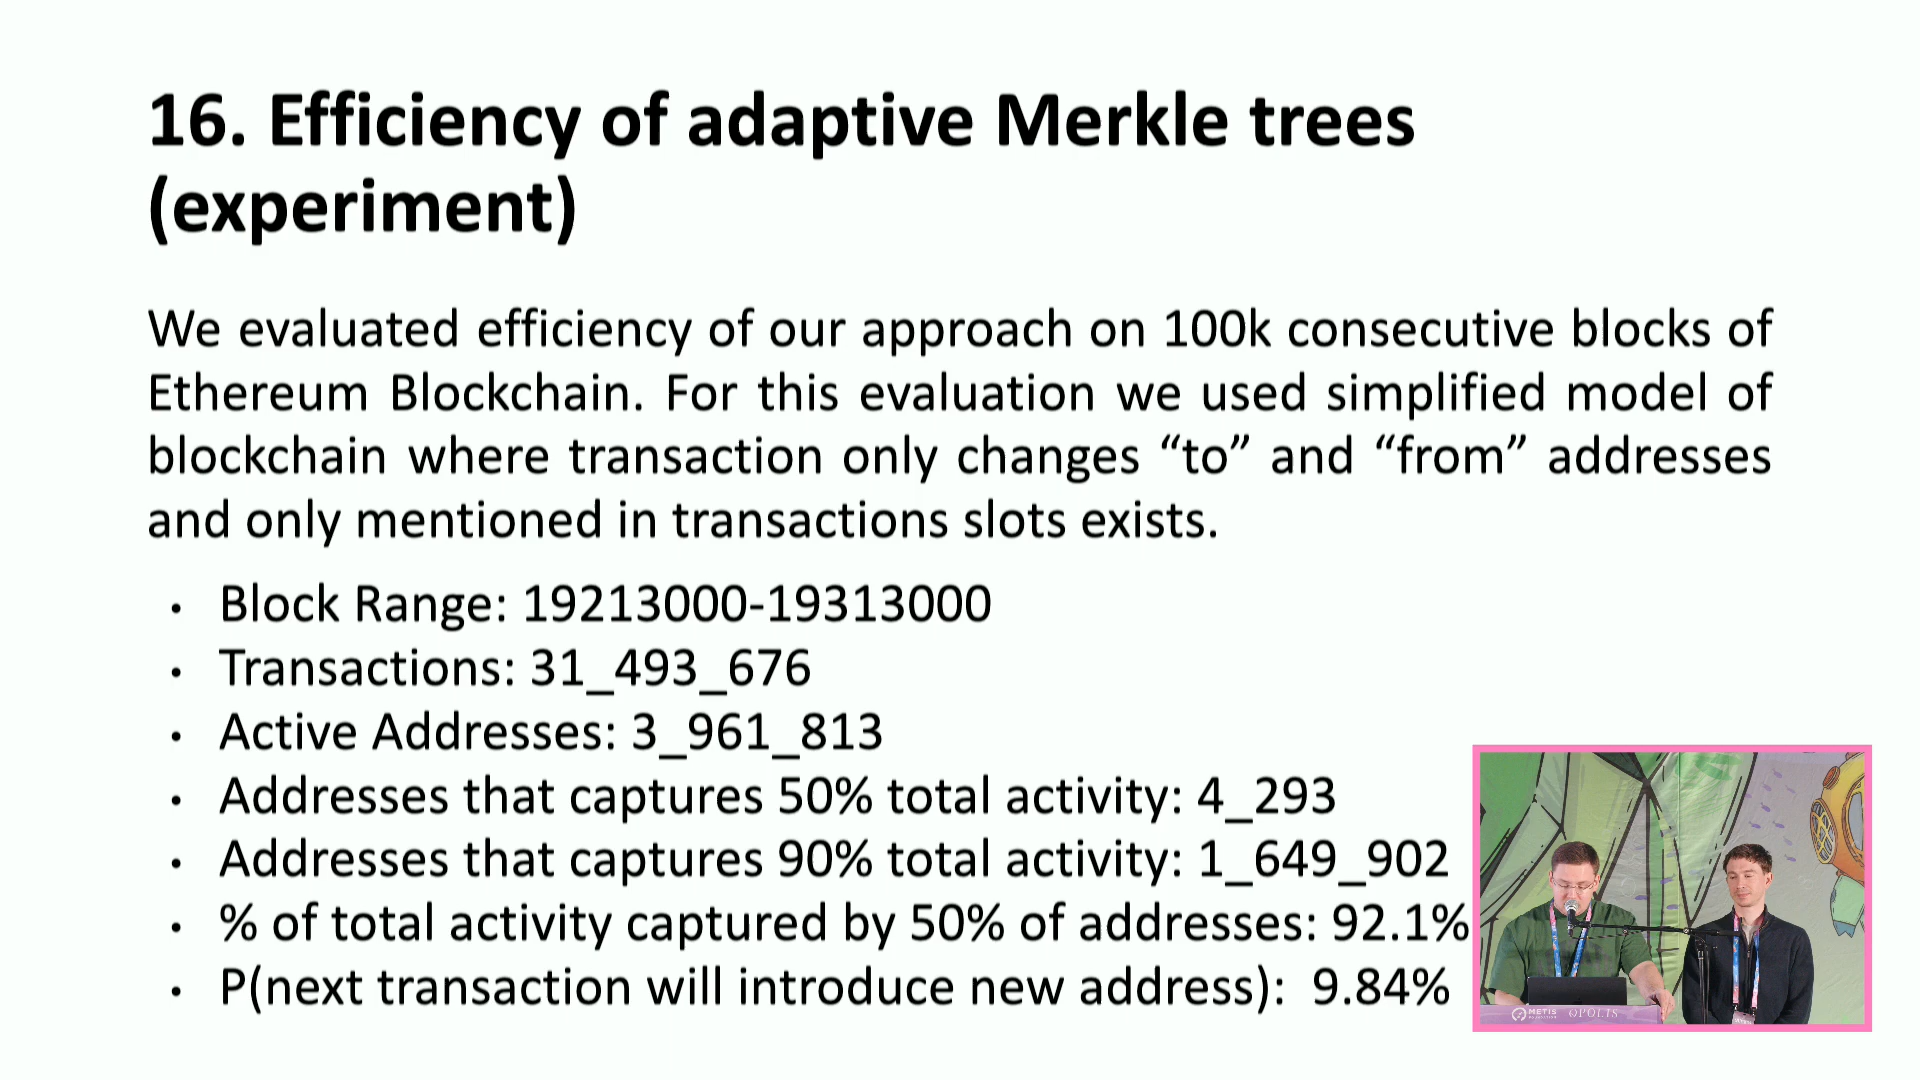 16. Efficiency of adaptive Merkle trees
(experiment)
We evaluated efficiency of our approach on 100k consecutive blocks of
Ethereum Blockchain. For this evaluation we used simplified model of
blockchain where transaction only changes “to” and “from” addresses
and only mentioned in transactions slots exists.
• Block Range: 19213000-19313000
• Transactions: 31_493_676
• Active Addresses: 3_961_813
• Addresses that captures 50% total activity: 4_293
• Addresses that captures 90% total activity: 1_649_902
• % of total activity captured by 50% of addresses: 92.1%
• P(next transaction will introduce new address): 9.84%
METIS
OPOLIS